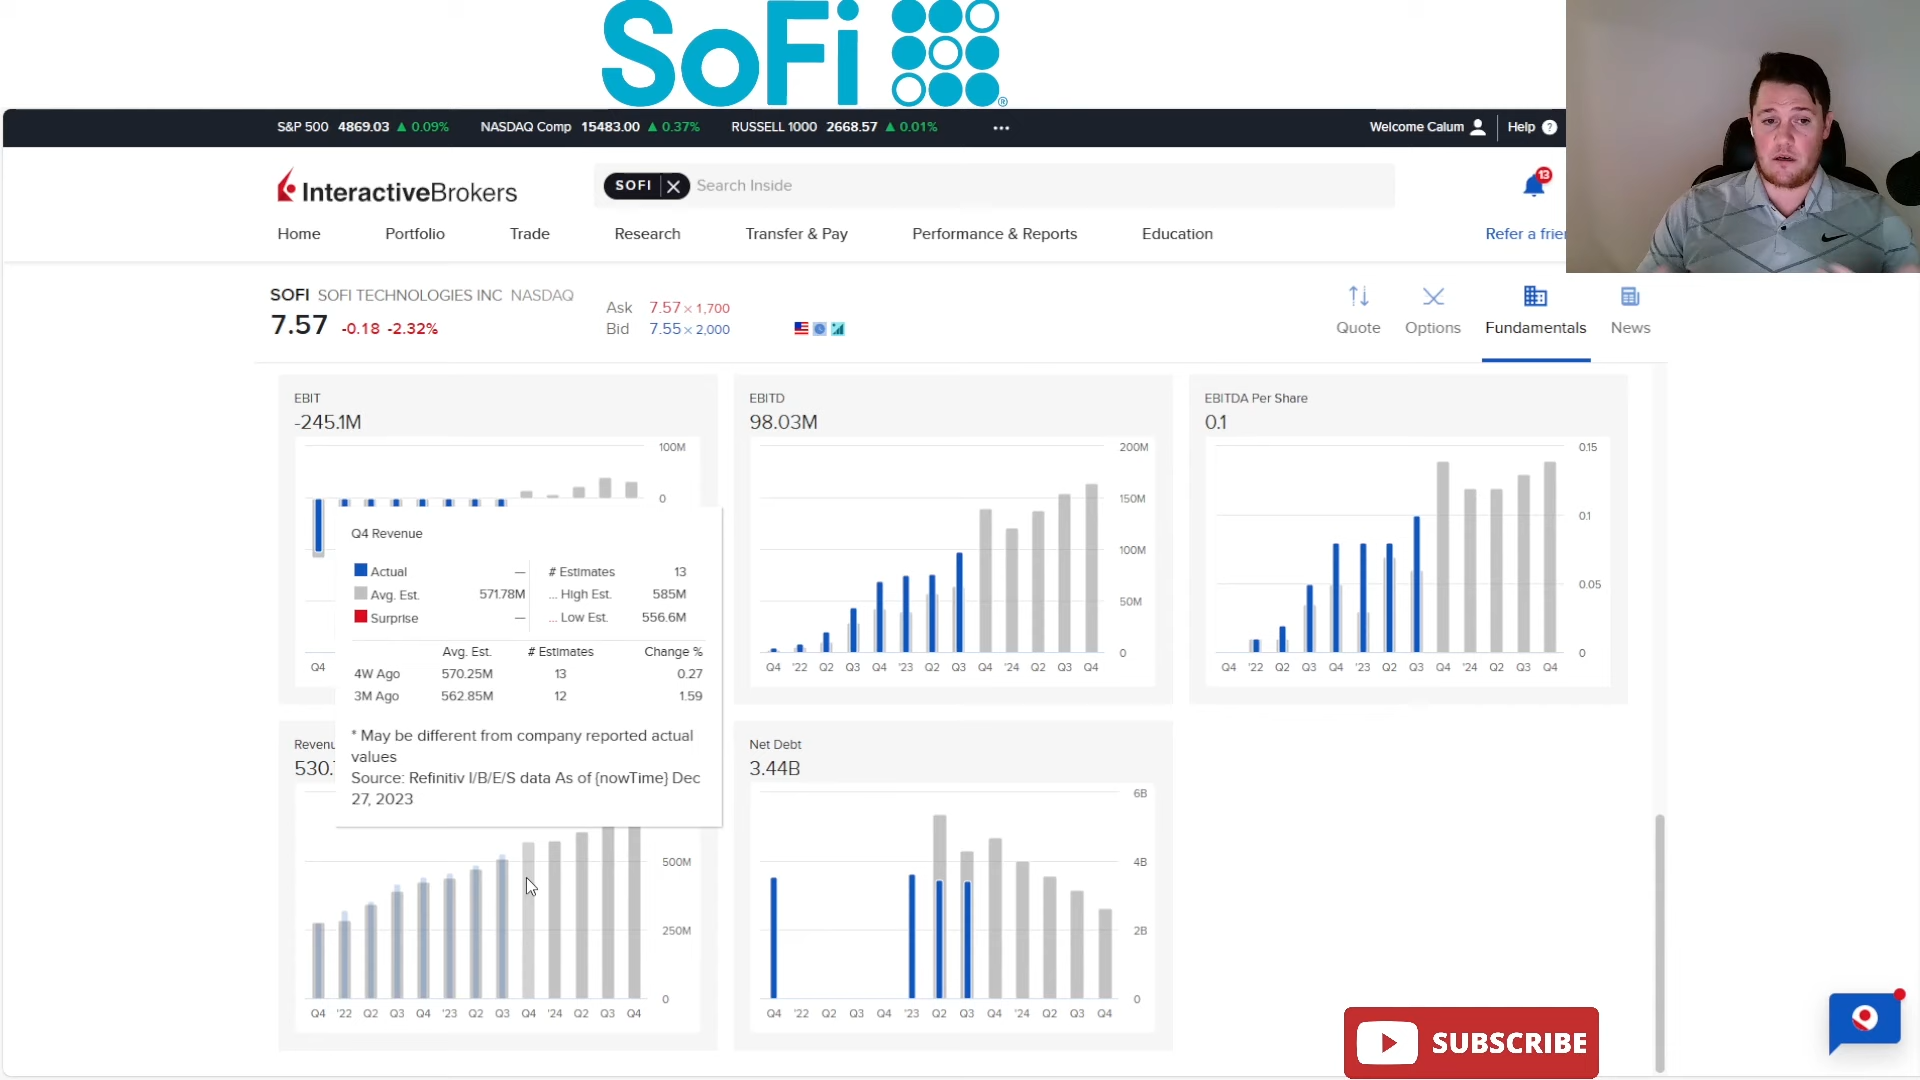 SoFi
®
S&P 500 4869.03 ▲ 0.09% NASDAQ Comp 15483.00 ▲ 0.37% RUSSELL 1000 2668.57 ▲ 0.01% •••
Welcome Calum Help ?
InteractiveBrokers
SOFI X Search Inside
13
Home Portfolio Trade Research Transfer & Pay Performance & Reports Education Refer a frien
SOFI SOFI TECHNOLOGIES INC NASDAQ
7.57 -0.18 -2.32%
Ask 7.57 × 1,700
Bid 7.55 × 2,000
Quote Options Fundamentals News
EBIT
-245.1M
100M
0
Q4
EBITD
98.03M
200M
150M
100M
50M
0
Q4 '22 Q2 Q3 Q4 '23 Q2 Q3 Q4 '24 Q2 Q3 Q4
EBITDA Per Share
0.1
0.15
0.1
0.05
0
Q4 '22 Q2 Q3 Q4 '23 Q2 Q3 Q4 '24 Q2 Q3 Q4
Q4 Revenue
Actual — # Estimates 13
Avg. Est. 571.78M ... High Est. 585M
Surprise — ... Low Est. 556.6M
Avg. Est. # Estimates Change %
4W Ago 570.25M 13 0.27
3M Ago 562.85M 12 1.59
* May be different from company reported actual
values
Source: Refinitiv I/B/E/S data As of {nowTime} Dec
27, 2023
Revenu
530.
500M
250M
0
Q4 '22 Q2 Q3 Q4 '23 Q2 Q3 Q4 '24 Q2 Q3 Q4
Net Debt
3.44B
6B
4B
2B
0
Q4 '22 Q2 Q3 Q4 '23 Q2 Q3 Q4 '24 Q2 Q3 Q4
SUBSCRIBE